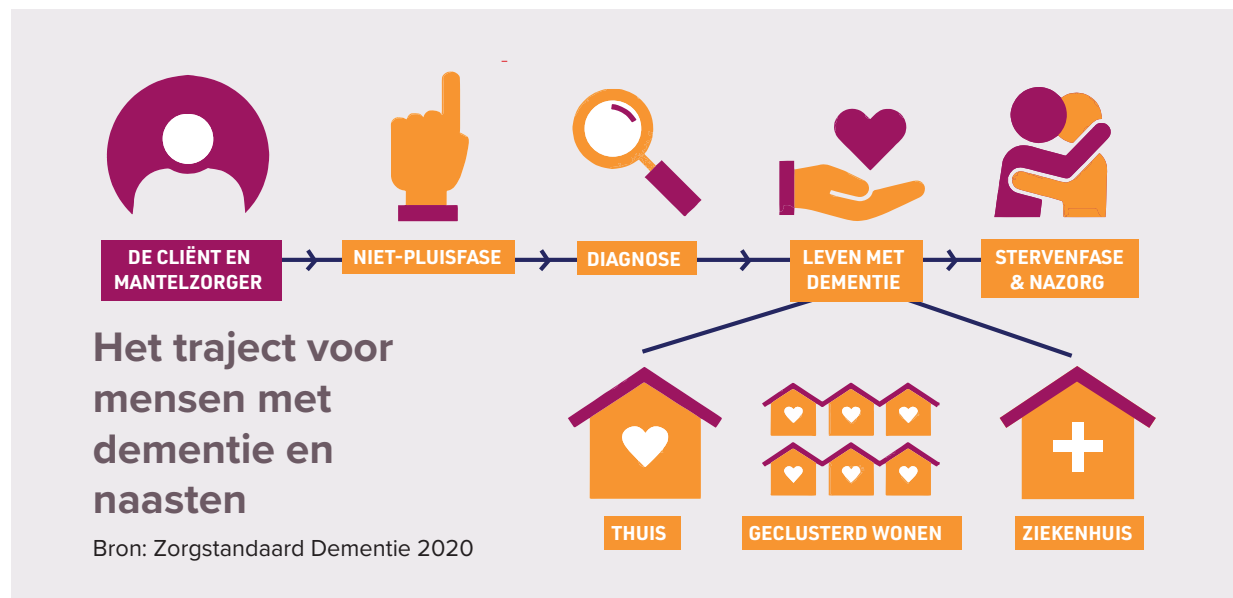 DE CLIËNT EN
MANTELZORGER
NIET-PLUISFASE
DIAGNOSE
LEVEN MET
DEMENTIE
STERVENFASE
& NAZORG
Het traject voor
mensen met
dementie en
naasten
Bron: Zorgstandaard Dementie 2020
THUIS
GECLUSTERD WONEN
ZIEKENHUIS